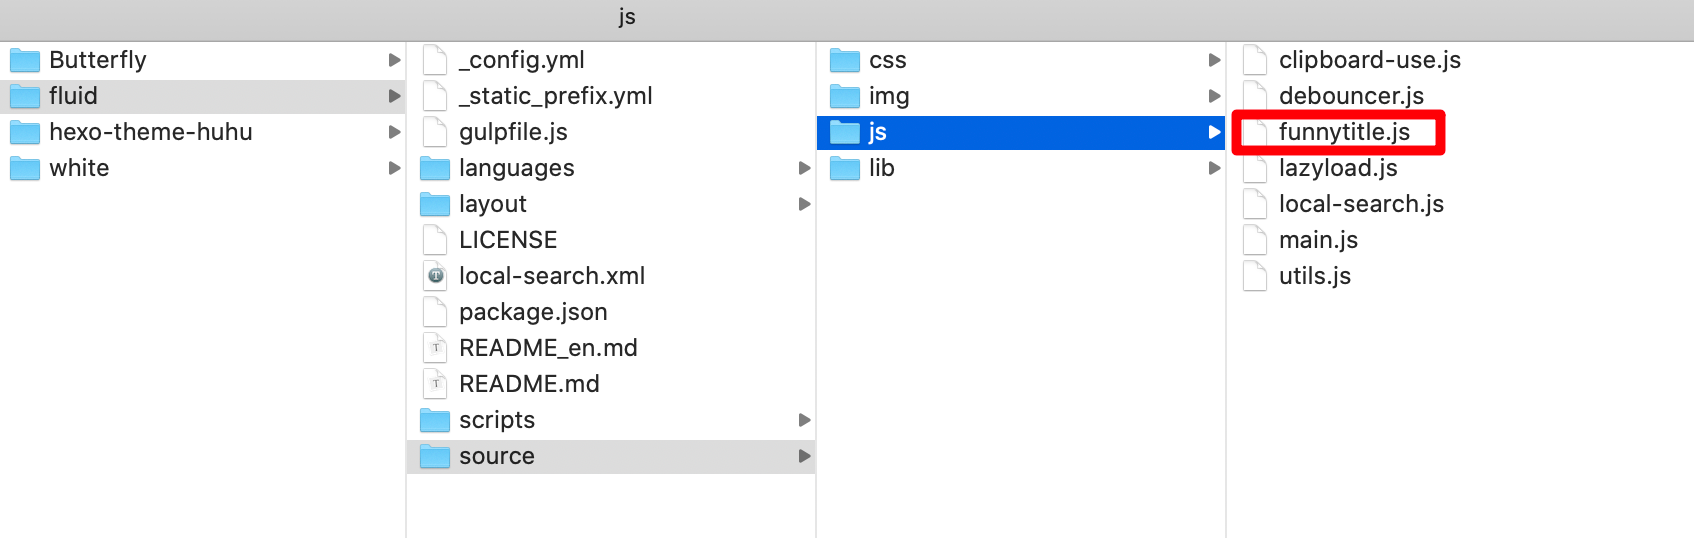 js
Butterfly
fluid
hexo-theme-huhu
white
_config.yml
_static_prefix.yml
gulpfile.js
languages
layout
LICENSE
local-search.xml
package.json
README_en.md
README.md
scripts
source
css
img
js
lib
clipboard-use.js
debouncer.js
funnytitle.js
lazyload.js
local-search.js
main.js
utils.js